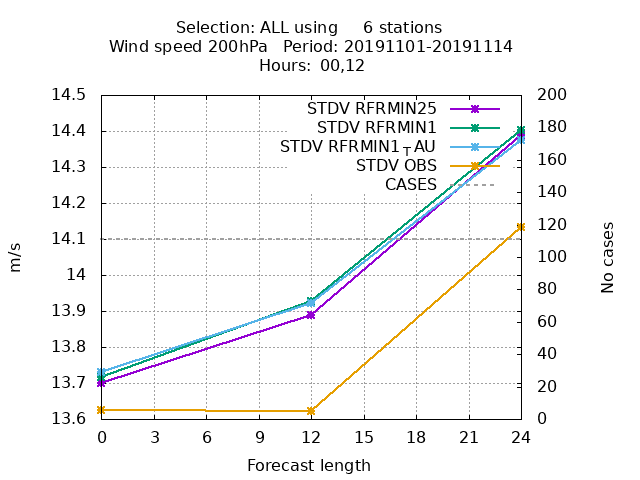 Selection: ALL using     6 stations
Wind speed 200hPa   Period: 20191101-20191114
Hours: 00,12
14.5
14.4
14.3
14.2
14.1
14
13.9
13.8
13.7
13.6
m/s
STDV RFRMIN25
STDV RFRMIN1
STDV RFRMIN1┬AU
STDV OBS
CASES
200
180
160
140
120
100
80
60
40
20
0
No cases
0 3 6 9 12 15 18 21 24
Forecast length